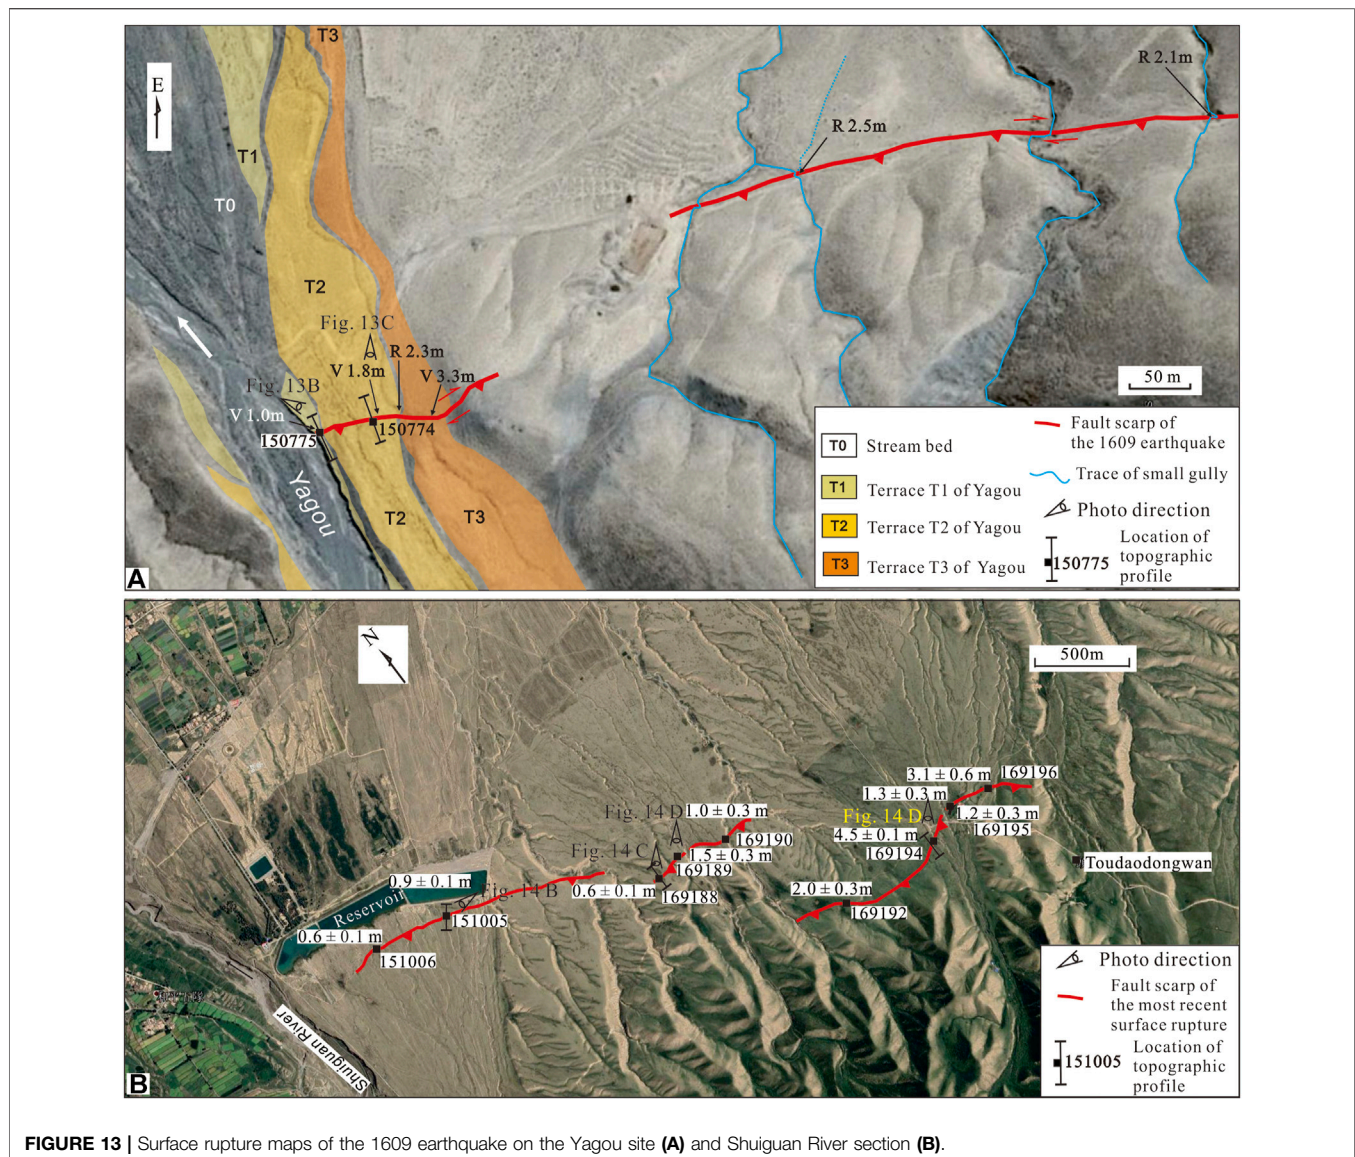 T3
R 2.1m
E
T2
R 2.5m
T1
T0
T2
Fig. 13C
R 2.3m
V 1.8m
V 3.3m
50 m
Fig. 13B
V 1.0m
150774
150775
Yagou
T2
T3
A
T0 Stream bed
T1 Terrace T1 of Yagou
T2 Terrace T2 of Yagou
T3 Terrace T3 of Yagou
Fault scarp of
the 1609 earthquake
Trace of small gully
Photo direction
150775
Location of
topographic
profile
N
500m
3.1 ± 0.6 m
169196
1.3 ± 0.3 m
Fig. 14 D
1.0 ± 0.3 m
Fig. 14 D
1.2 ± 0.3 m
169195
4.5 ± 0.1 m
169194
169190
Fig. 14 C
1.5 ± 0.3 m
169189
Toudaodongwan
0.9 ± 0.1 m
Fig. 14 B
0.6 ± 0.1 m
169188
2.0 ± 0.3m
169192
Reservoir
151005
0.6 ± 0.1 m
151006
Shuiguan River
B
Photo direction
Fault scarp of
the most recent
surface rupture
151005
Location of
topographic
profile
FIGURE 13 | Surface rupture maps of the 1609 earthquake on the Yagou site (A) and Shuiguan River section (B).